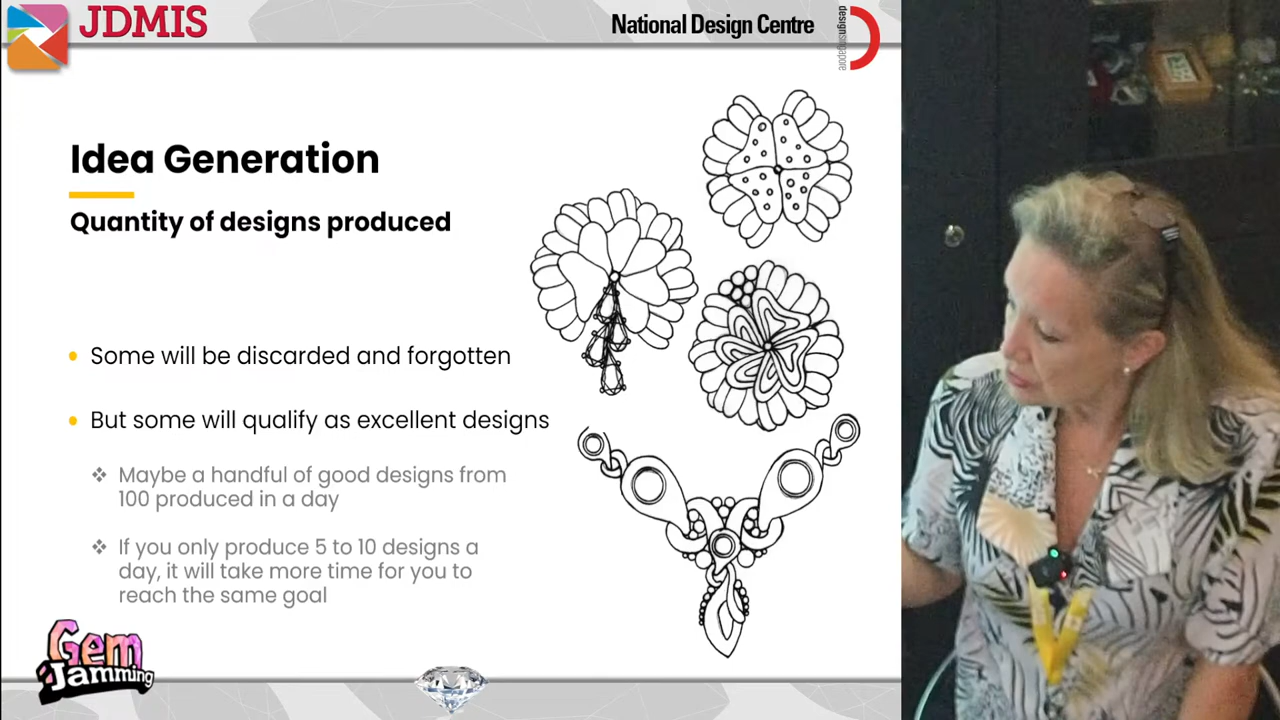 JDMIS
National Design Centre
designsingapore
Idea Generation
Quantity of designs produced
Some will be discarded and forgotten
But some will qualify as excellent designs
Maybe a handful of good designs from
100 produced in a day
If you only produce 5 to 10 designs a
day, it will take more time for you to
reach the same goal
Gem
Jamming